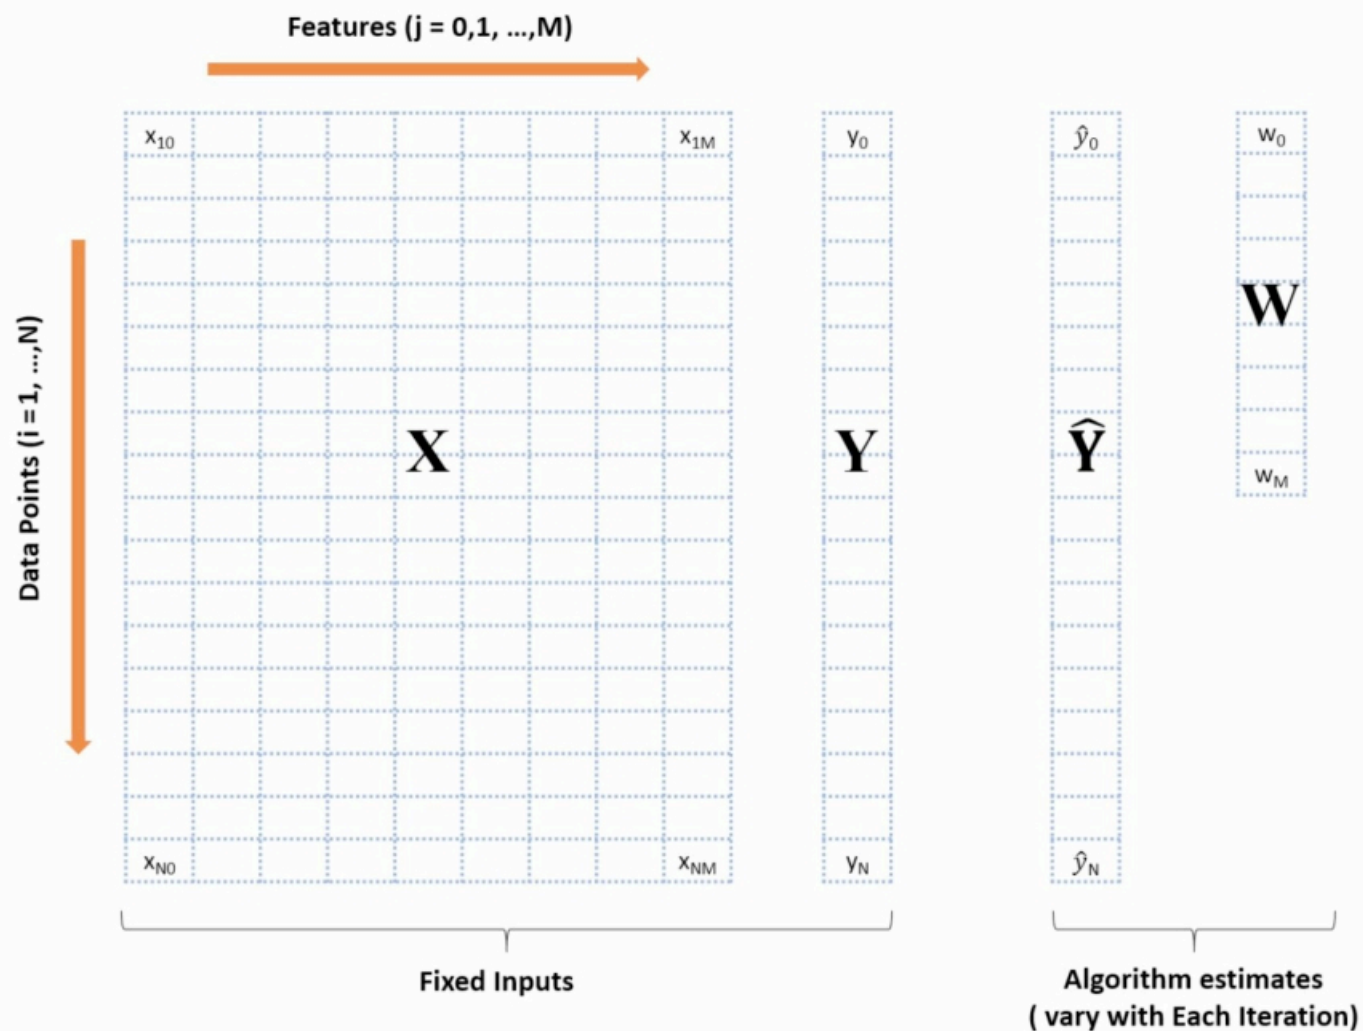 Features (j = 0,1, ...,M)
x10 x1M y0 ŷ0 w0
Data Points (i = 1, ...,N)
W
X Y Ŷ
wM
xN0 xNM yN ŷN
Fixed Inputs
Algorithm estimates
( vary with Each Iteration)